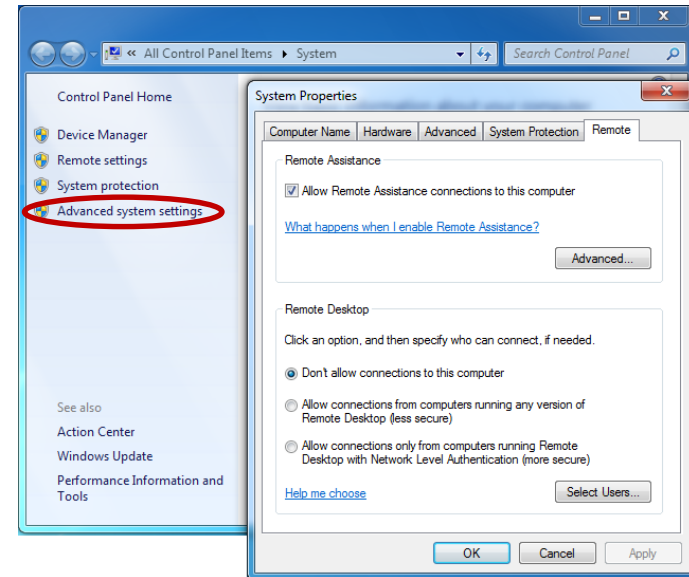 « All Control Panel Items ▸ System
Search Control Panel
Control Panel Home
Device Manager
Remote settings
System protection
Advanced system settings
See also
Action Center
Windows Update
Performance Information and
Tools
System Properties
Computer Name Hardware Advanced System Protection Remote
Remote Assistance
Allow Remote Assistance connections to this computer
What happens when I enable Remote Assistance?
Advanced...
Remote Desktop
Click an option, and then specify who can connect, if needed.
Don't allow connections to this computer
Allow connections from computers running any version of
Remote Desktop (less secure)
Allow connections only from computers running Remote
Desktop with Network Level Authentication (more secure)
Help me choose
Select Users...
OK Cancel Apply